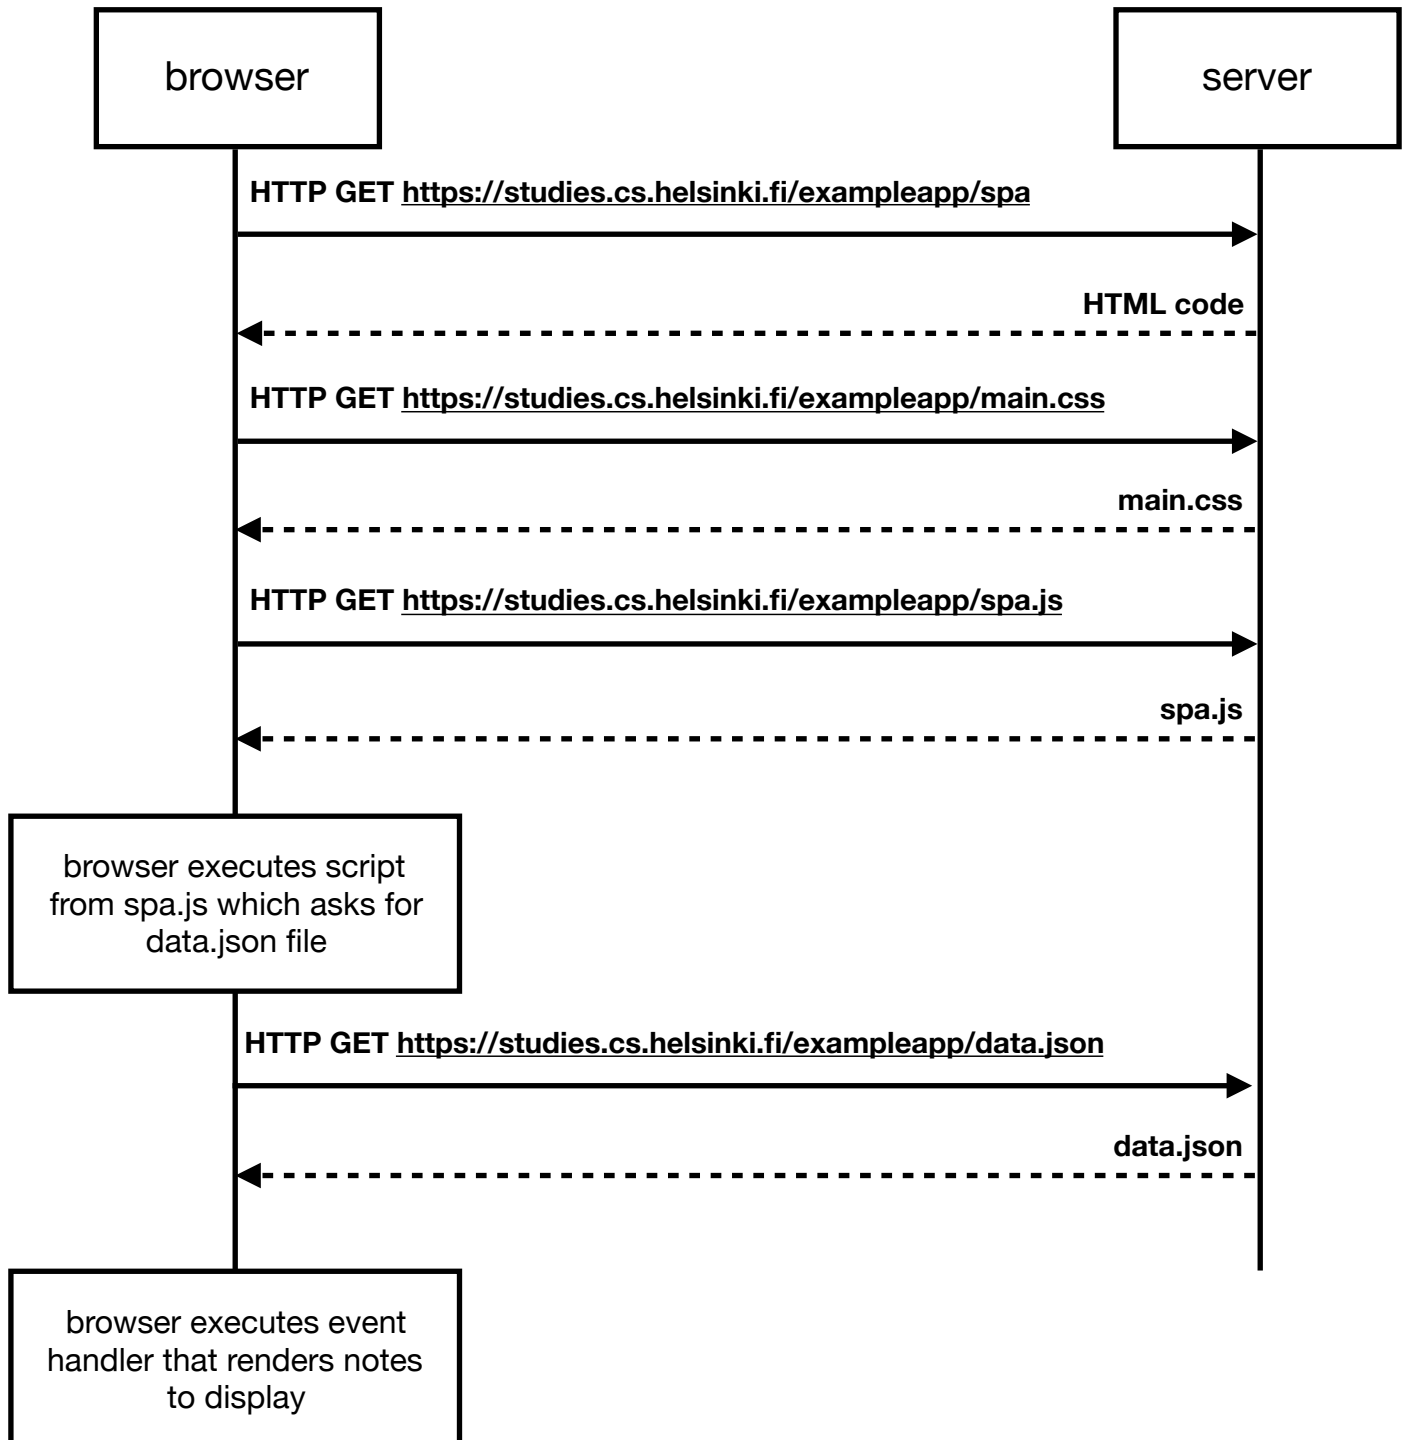 browser
server
HTTP GET https://studies.cs.helsinki.fi/exampleapp/spa
HTML code
HTTP GET https://studies.cs.helsinki.fi/exampleapp/main.css
main.css
HTTP GET https://studies.cs.helsinki.fi/exampleapp/spa.js
spa.js
browser executes script
from spa.js which asks for
data.json file
HTTP GET https://studies.cs.helsinki.fi/exampleapp/data.json
data.json
browser executes event
handler that renders notes
to display